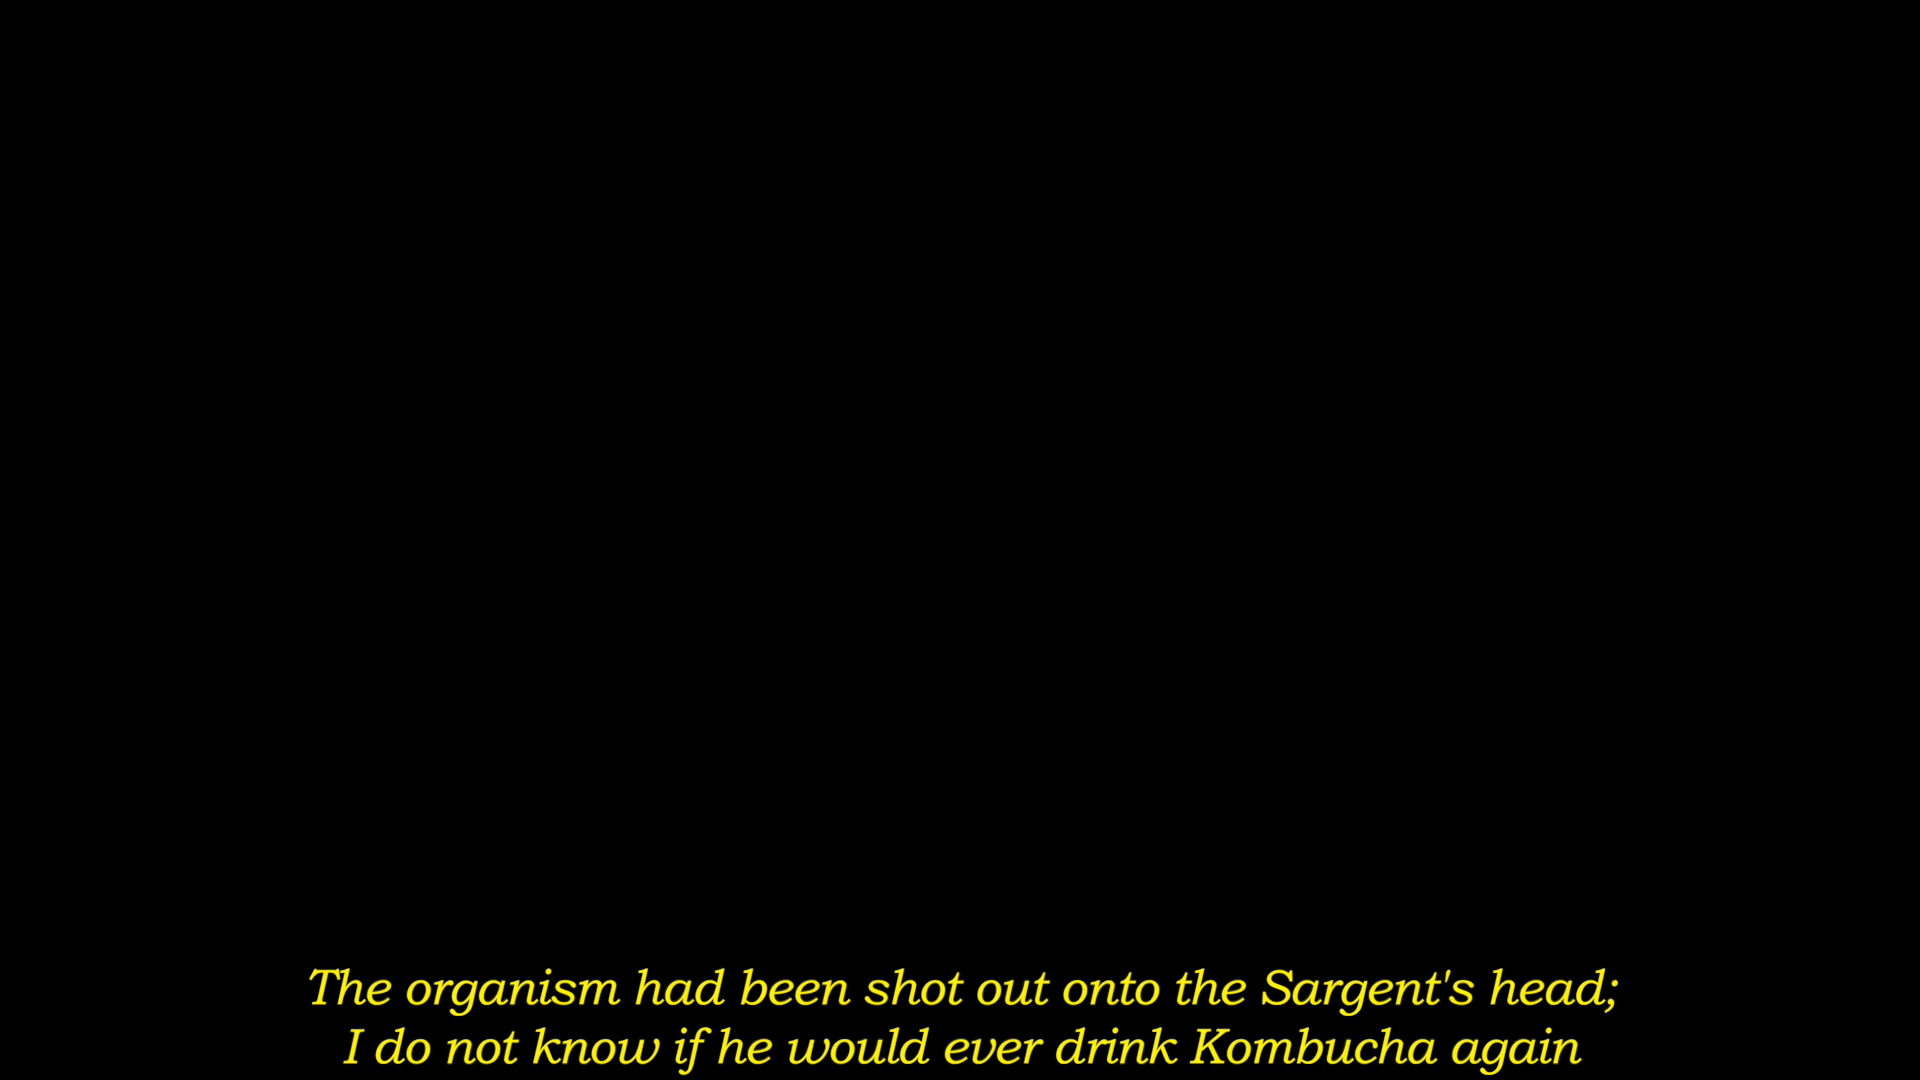 The organism had been shot out onto the Sargent's head;
I do not know if he would ever drink Kombucha again